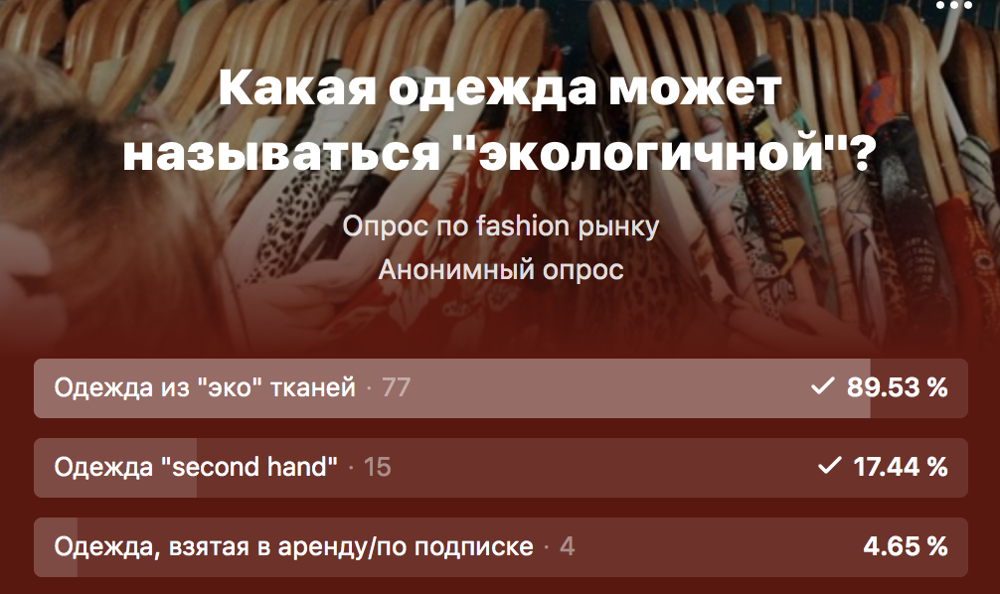 Какая одежда может
называться "экологичной"?
Опрос по fashion рынку
Анонимный опрос
Одежда из "эко" тканей · 77 89.53 %
Одежда "second hand" · 15 17.44 %
Одежда, взятая в аренду/по подписке · 4 4.65 %